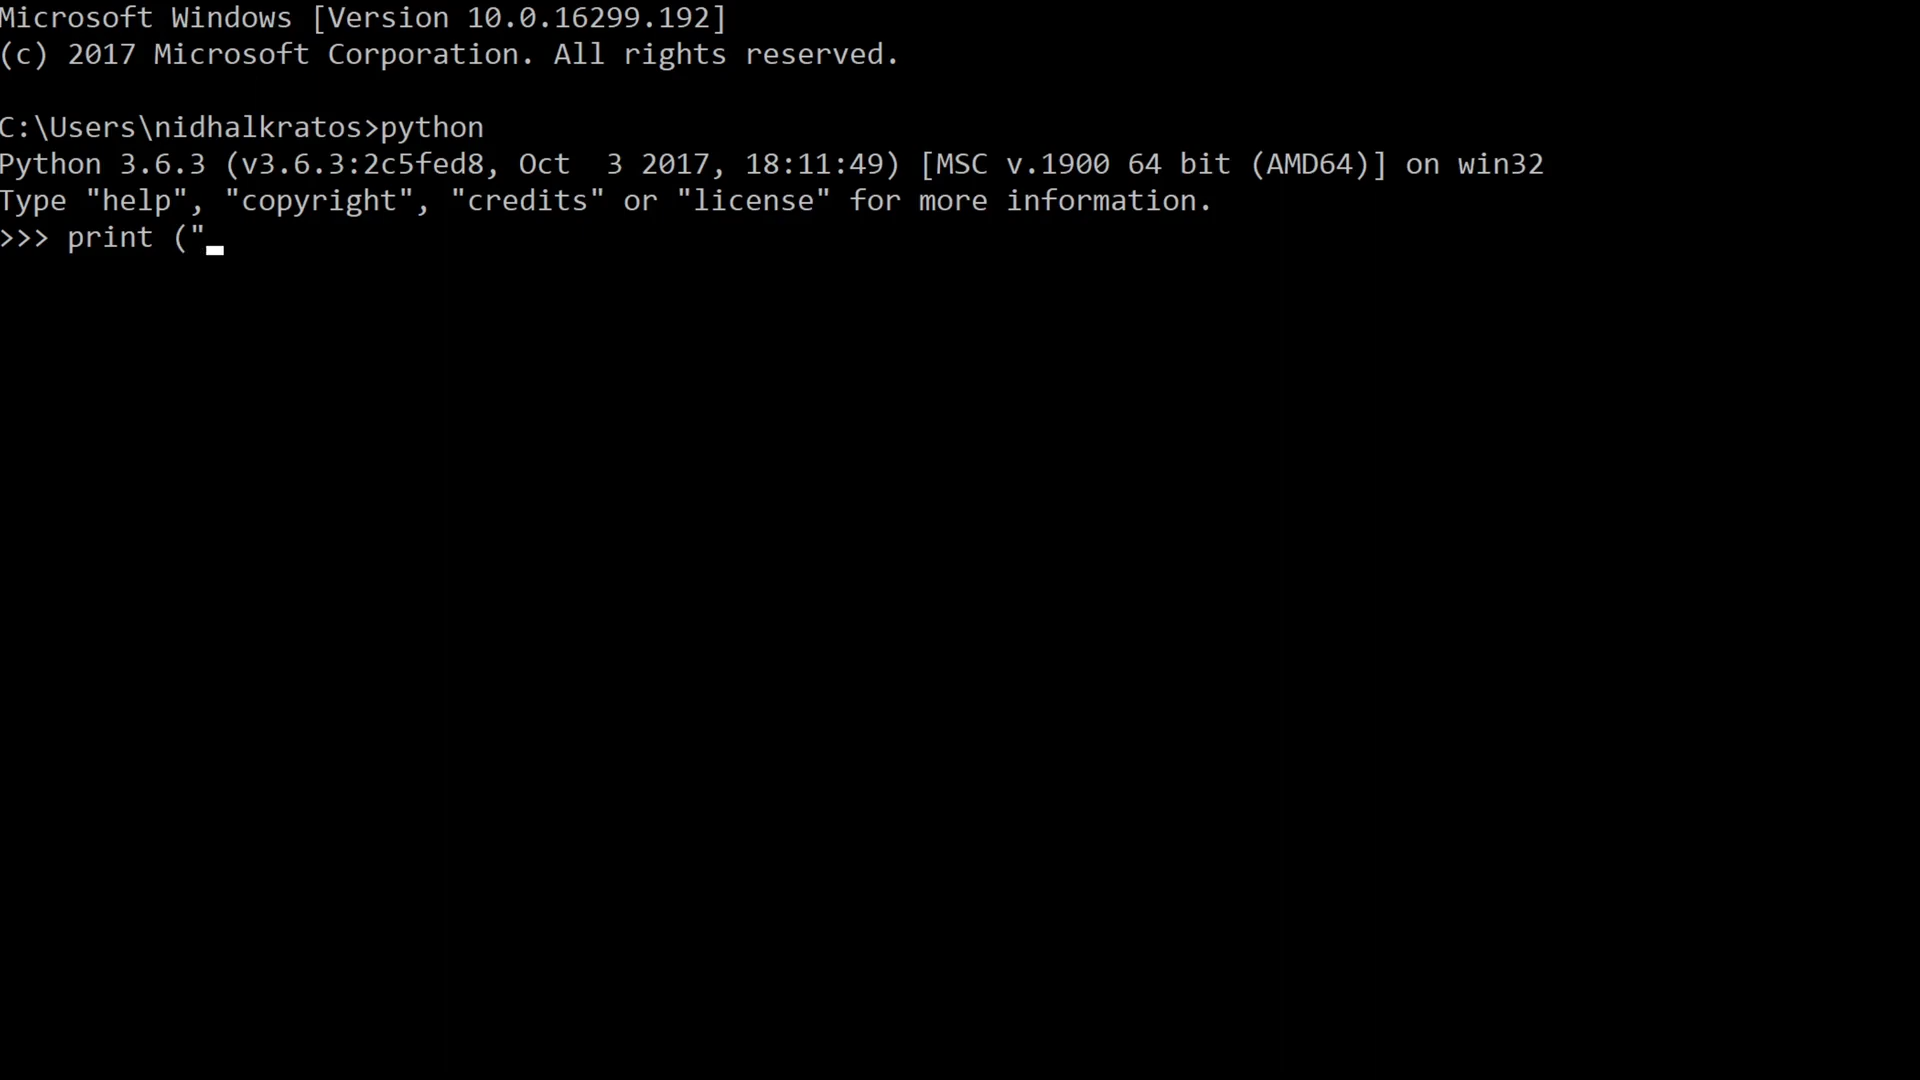 Microsoft Windows [Version 10.0.16299.192]
(c) 2017 Microsoft Corporation. All rights reserved.
C:\Users\nidhalkratos>python
Python 3.6.3 (v3.6.3:2c5fed8, Oct  3 2017, 18:11:49) [MSC v.1900 64 bit (AMD64)] on win32
Type "help", "copyright", "credits" or "license" for more information.
>>> print ("